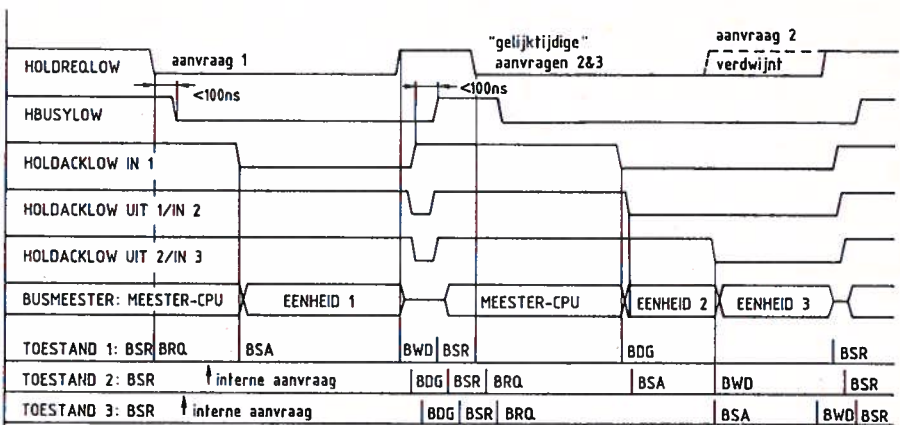 "gelijktijdige" aanvraag 2
HOLDREQLOW aanvraag 1 aanvragen 2&3 verdwijnt
<100ns <100ns
HBUSYLOW
HOLDACKLOW IN 1
HOLDACKLOW UIT 1/IN 2
HOLDACKLOW UIT 2/IN 3
BUSMEESTER: MEESTER-CPU EENHEID 1 MEESTER-CPU EENHEID 2 EENHEID 3
TOESTAND 1: BSR BRQ BSA BWD BSR BDG BSR
TOESTAND 2: BSR interne aanvraag BDG BSR BRQ BSA BWD BSR
TOESTAND 3: BSR interne aanvraag BDG BSR BRQ BSA BWD BSR